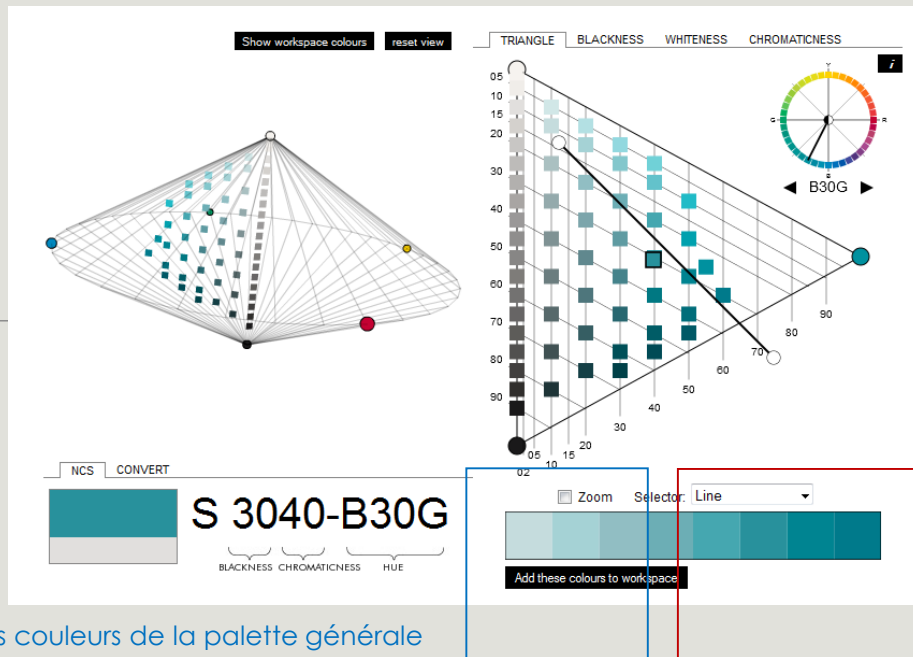 Show workspace colours reset view
TRIANGLE BLACKNESS WHITENESS CHROMATICNESS
i
Y
G R
B
B30G
05
10
15
20
30
40
50
60
70
80
90
02 05 10 15 20 30 40 50 60 70 80 90
NCS CONVERT
S 3040-B30G
BLACKNESS CHROMATICNESS HUE
Zoom Selector: Line
Add these colours to workspace
s couleurs de la palette générale